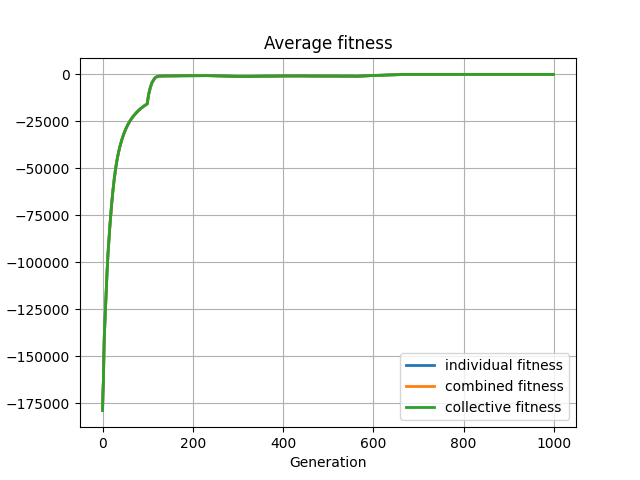 Average fitness
0
−25000
−50000
−75000
−100000
−125000
−150000
−175000
individual fitness
combined fitness
collective fitness
0 200 400 600 800 1000
Generation